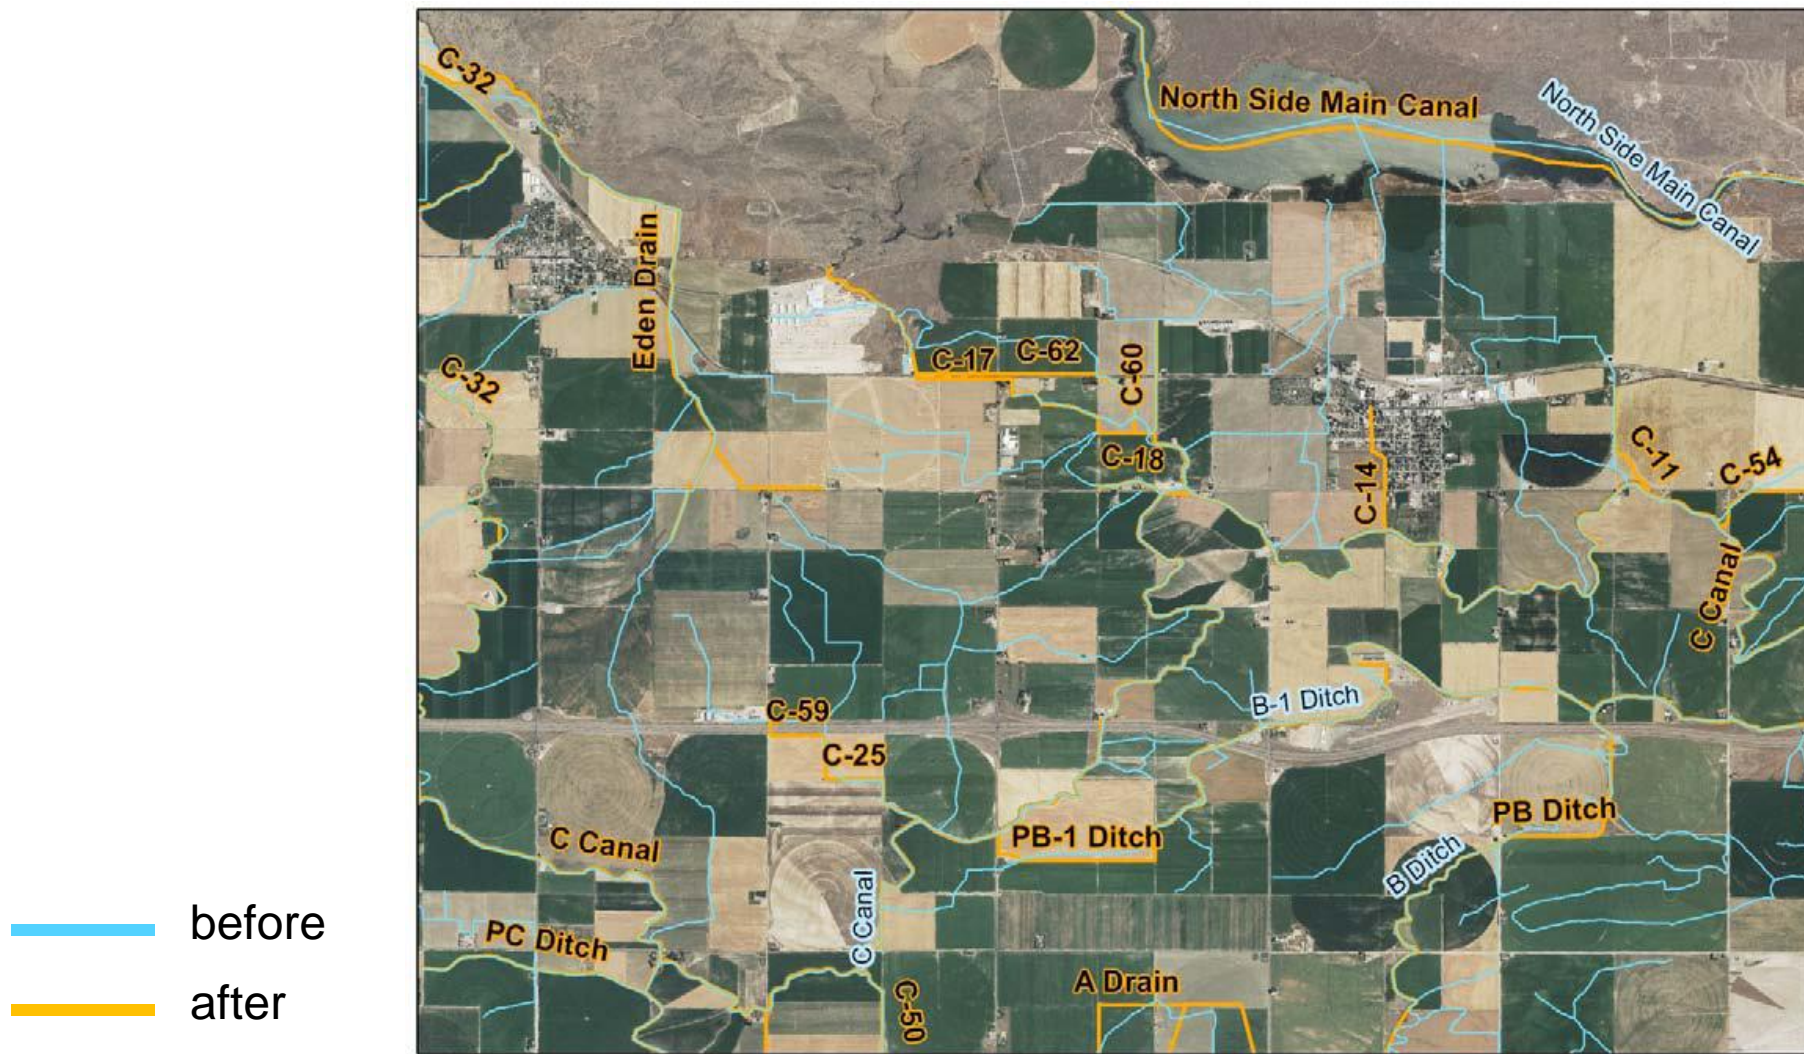 C-32
North Side Main Canal
North Side Main Canal
Eden Drain
C-32
C-17
C-62
C-60
C-18
C-14
C-11
C-54
C Canal
B-1 Ditch
C-59
C-25
PB-1 Ditch
PB Ditch
B Ditch
C Canal
C Canal
PC Ditch
C-50
A Drain
before
after